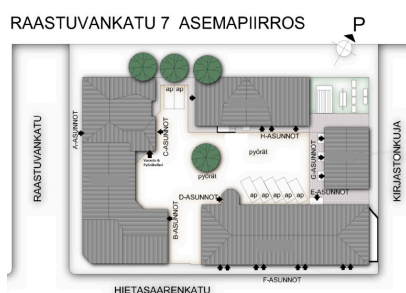 RAASTUVANKATU 7 ASEMAPIIRROS
P
ap ap
H-ASUNNOT
A-ASUNNOT
C-ASUNNOT
RAASTUVANKATU
KIRJASTONKUJA
pyörät
G-ASUNNOT
Varasto &
pyörät
D-ASUNNOT
ap ap ap ap ap
E-ASUNNOT
B-ASUNNOT
F-ASUNNOT
HIETASAARENKATU